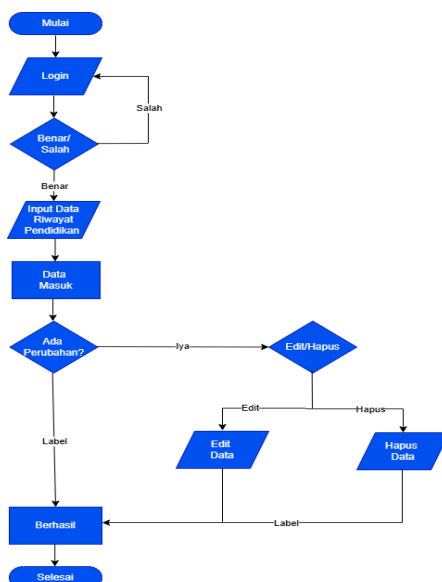 Mulai
Login
Salah
Benar/
Salah
Benar
Input Data
Riwayat
Pendidikan
Data
Masuk
Ada
Perubahan?
Iya
Edit/Hapus
Edit
Hapus
Label
Edit
Data
Hapus
Data
Berhasil
Label
Selesai